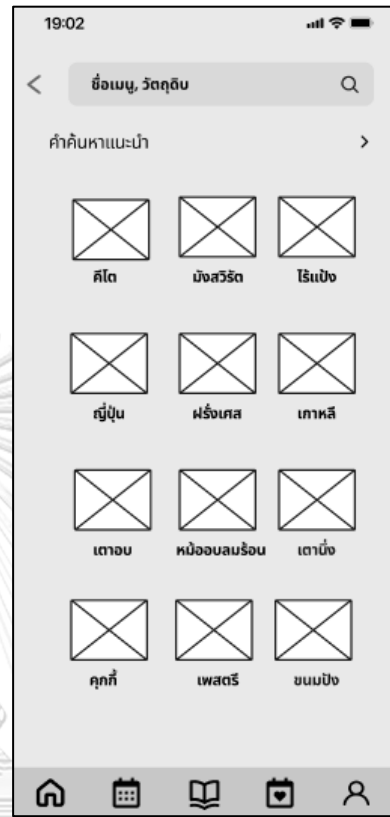 19:02
ชื่อเมนู, วัตถุดิบ
คำค้นหาแนะนำ
คีโต มังสวิรัต ไร้แป้ง
ญี่ปุ่น ฝรั่งเศส เกาหลี
เตาอบ หม้ออบลมร้อน เตานึ่ง
คุกกี้ เพสตรี ขนมปัง